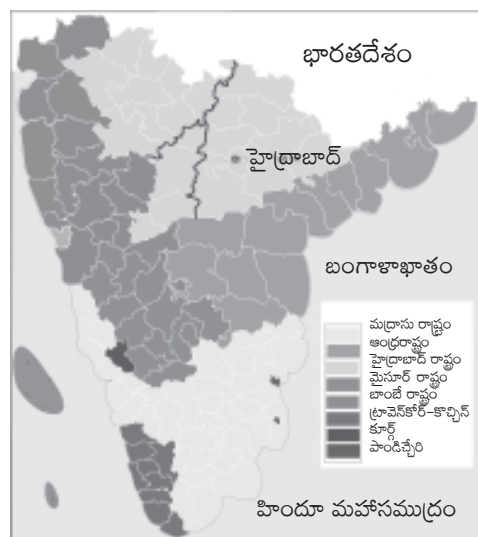 భారతదేశం
హైద్రాబాద్
బంగాళాఖాతం
మద్రాసు రాష్ట్రం
ఆంధ్రరాష్ట్రం
హైద్రాబాద్ రాష్ట్రం
మైసూర్ రాష్ట్రం
బాంబే రాష్ట్రం
ట్రావెన్‌కోర్-కొచ్చిన్
కూర్గ్
పాండిచ్చేరి
హిందూ మహాసముద్రం